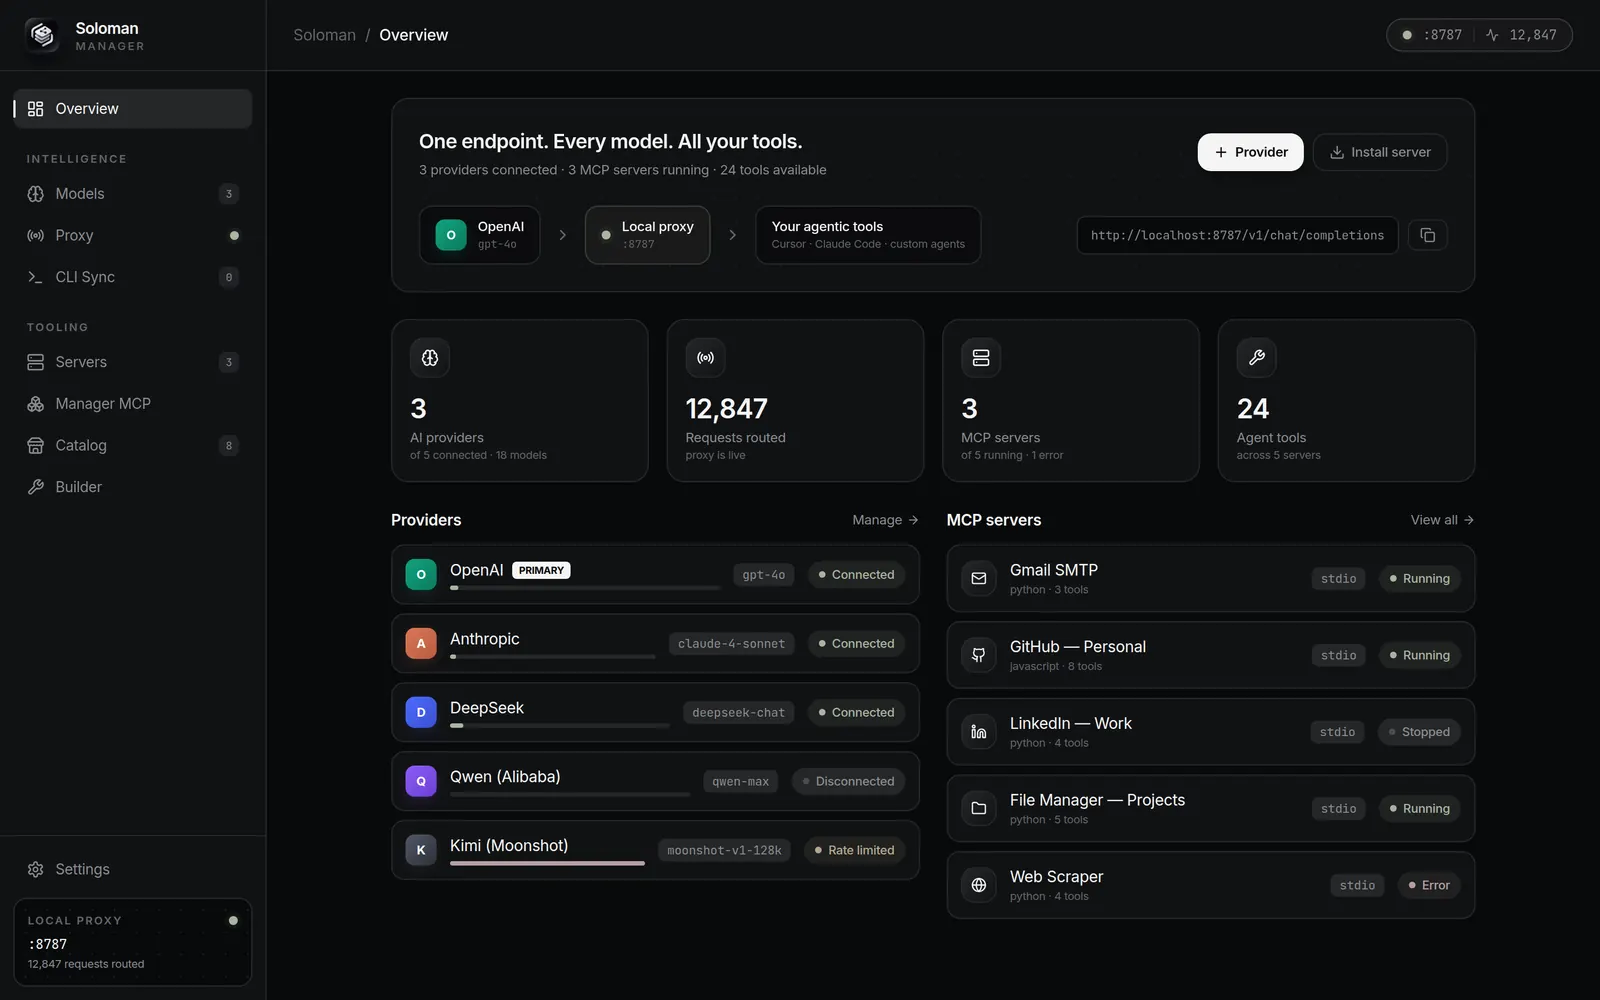 Soloman
MANAGER
Overview
INTELLIGENCE
Models 3
Proxy
CLI Sync 0
TOOLING
Servers 3
Manager MCP
Catalog 8
Builder
Settings
LOCAL PROXY
:8787
12,847 requests routed
Soloman / Overview
:8787 12,847
One endpoint. Every model. All your tools.
3 providers connected · 3 MCP servers running · 24 tools available
+ Provider
Install server
O OpenAI
gpt-4o
Local proxy
:8787
Your agentic tools
Cursor · Claude Code · custom agents
http://localhost:8787/v1/chat/completions
3
AI providers
of 5 connected · 18 models
12,847
Requests routed
proxy is live
3
MCP servers
of 5 running · 1 error
24
Agent tools
across 5 servers
Providers
Manage →
O OpenAI PRIMARY gpt-4o Connected
A Anthropic claude-4-sonnet Connected
D DeepSeek deepseek-chat Connected
Q Qwen (Alibaba) qwen-max Disconnected
K Kimi (Moonshot) moonshot-v1-128k Rate limited
MCP servers
View all →
Gmail SMTP stdio Running
python · 3 tools
GitHub — Personal stdio Running
javascript · 8 tools
LinkedIn — Work stdio Stopped
python · 4 tools
File Manager — Projects stdio Running
python · 5 tools
Web Scraper stdio Error
python · 4 tools